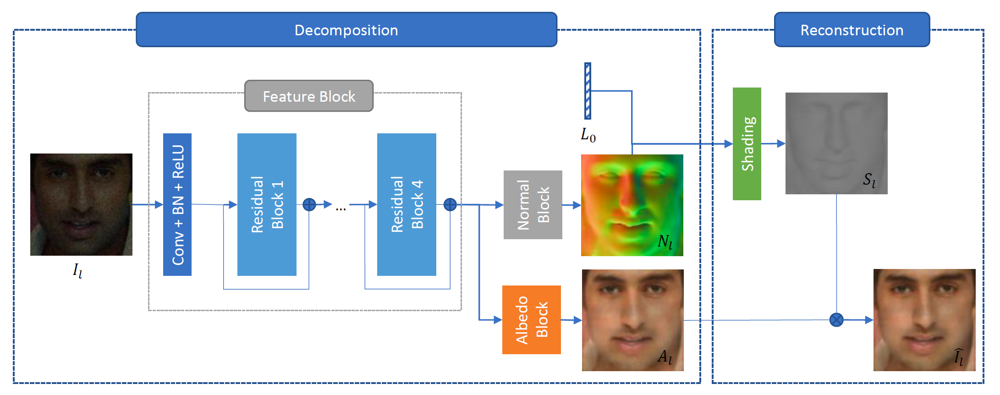 Decomposition
Reconstruction
Feature Block
Conv + BN + ReLU
Residual
Block 1
...
Residual
Block 4
Normal
Block
Albedo
Block
L₀
Shading
Sₗ
Nₗ
Iₗ
Aₗ
Îₗ